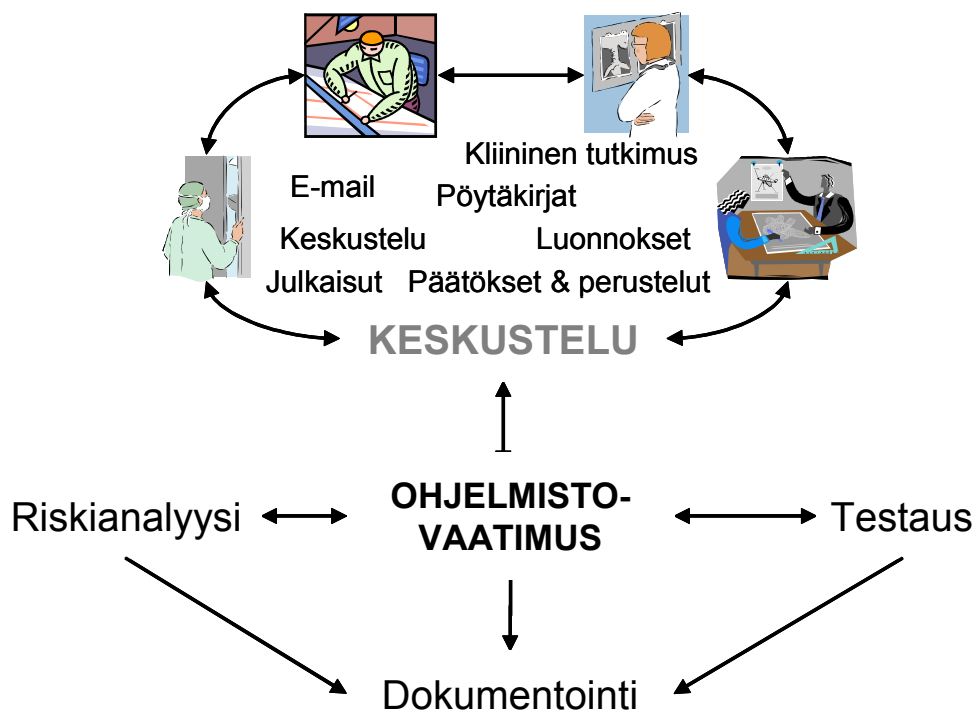 Kliininen tutkimus
E-mail
Pöytäkirjat
Keskustelu
Luonnokset
Julkaisut
Päätökset & perustelut
KESKUSTELU
OHJELMISTO-
VAATIMUS
Riskianalyysi
Testaus
Dokumentointi